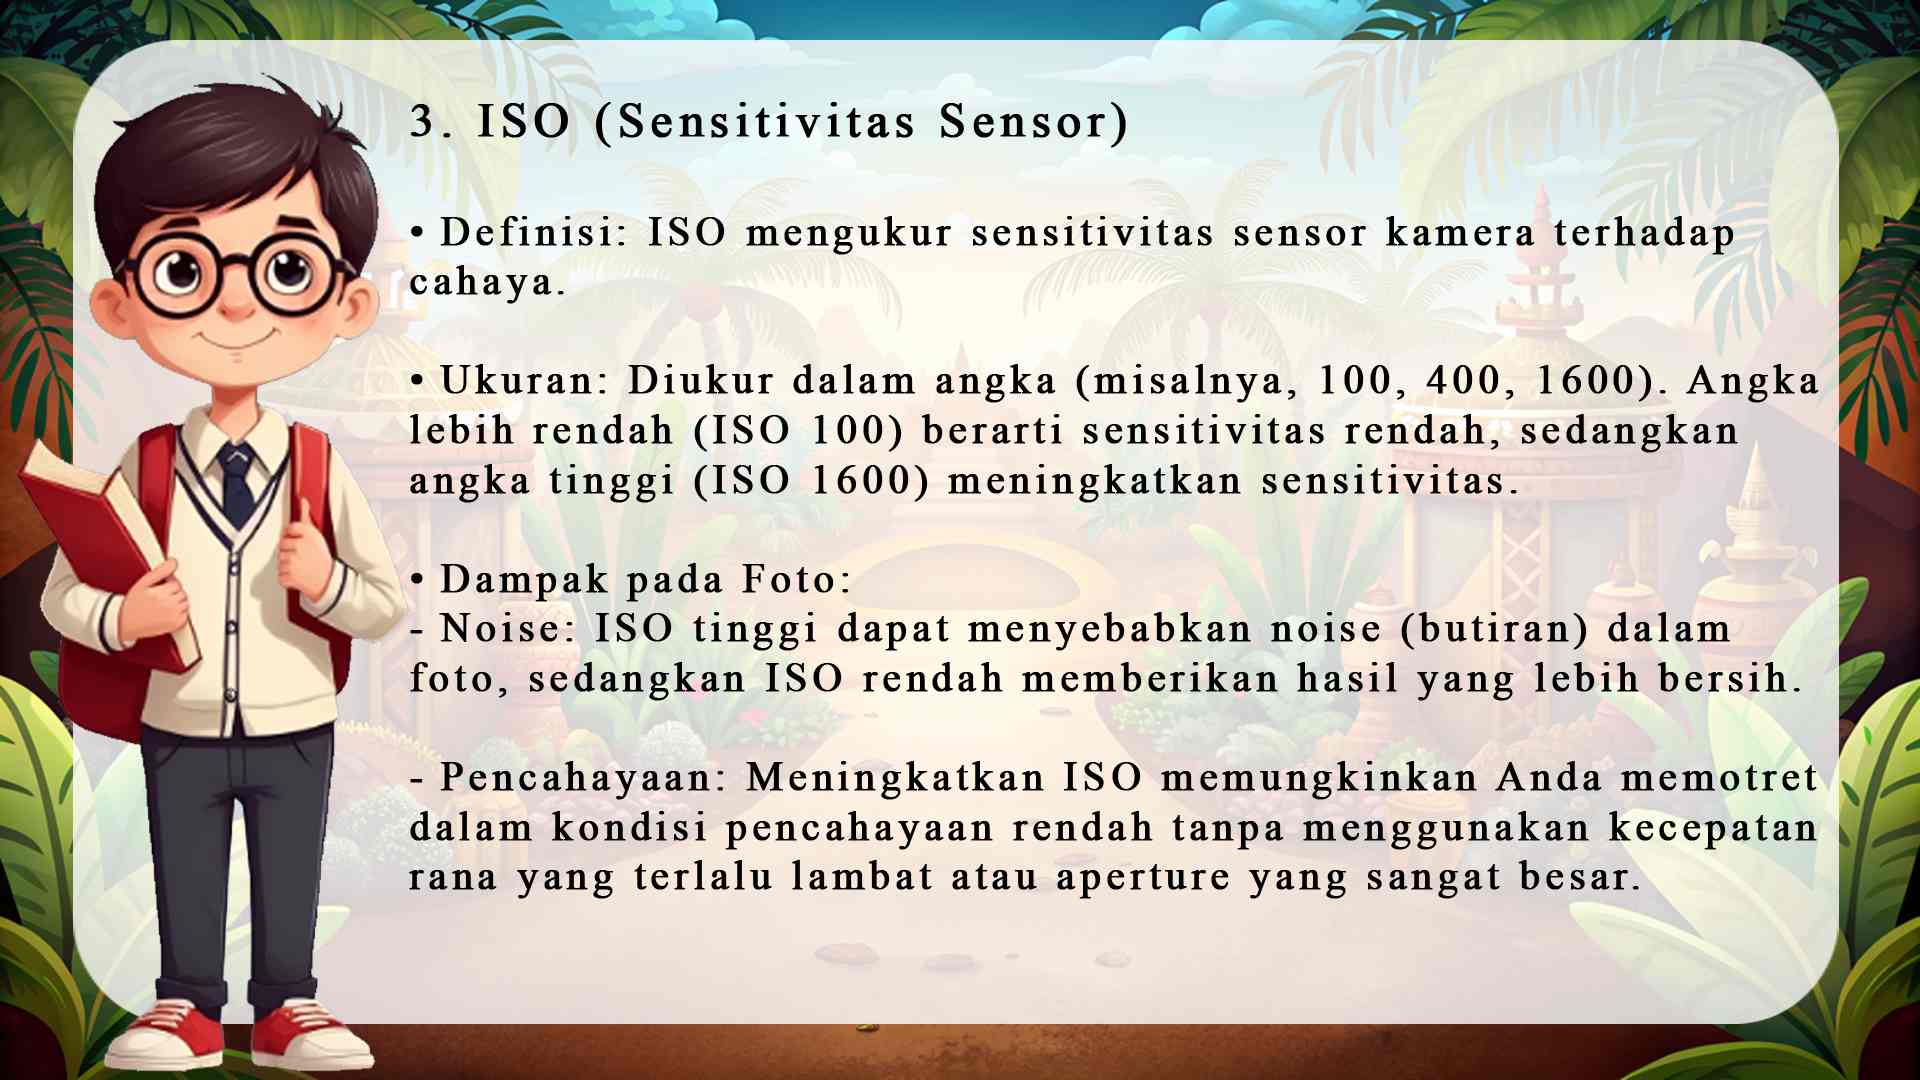 3. ISO (Sensitivitas Sensor)
• Definisi: ISO mengukur sensitivitas sensor kamera terhadap
cahaya.
• Ukuran: Diukur dalam angka (misalnya, 100, 400, 1600). Angka
lebih rendah (ISO 100) berarti sensitivitas rendah, sedangkan
angka tinggi (ISO 1600) meningkatkan sensitivitas.
• Dampak pada Foto:
- Noise: ISO tinggi dapat menyebabkan noise (butiran) dalam
foto, sedangkan ISO rendah memberikan hasil yang lebih bersih.
- Pencahayaan: Meningkatkan ISO memungkinkan Anda memotret
dalam kondisi pencahayaan rendah tanpa menggunakan kecepatan
rana yang terlalu lambat atau aperture yang sangat besar.